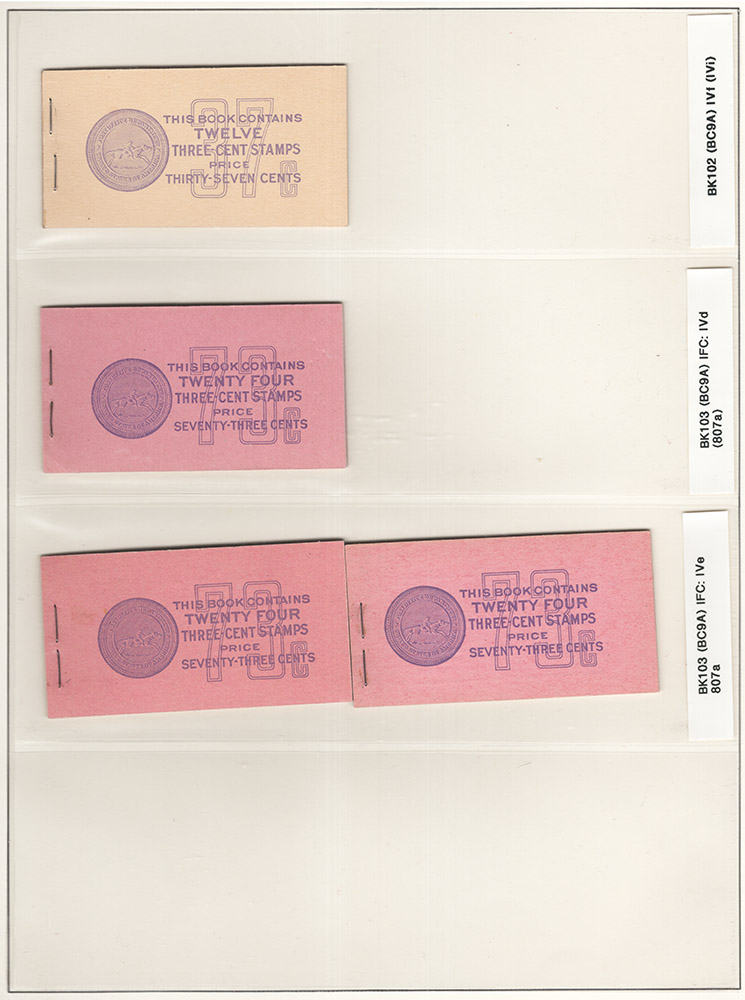 37c
THIS BOOK CONTAINS
TWELVE
THREE-CENT STAMPS
PRICE
THIRTY-SEVEN CENTS
BK102 (BC9A) IVf (IVi)
73c
THIS BOOK CONTAINS
TWENTY FOUR
THREE-CENT STAMPS
PRICE
SEVENTY-THREE CENTS
BK103 (BC9A) IFC: IVd
(807a)
73c
THIS BOOK CONTAINS
TWENTY FOUR
THREE-CENT STAMPS
PRICE
SEVENTY-THREE CENTS
73c
THIS BOOK CONTAINS
TWENTY FOUR
THREE-CENT STAMPS
PRICE
SEVENTY-THREE CENTS
BK103 (BC9A) IFC: IVe
807a